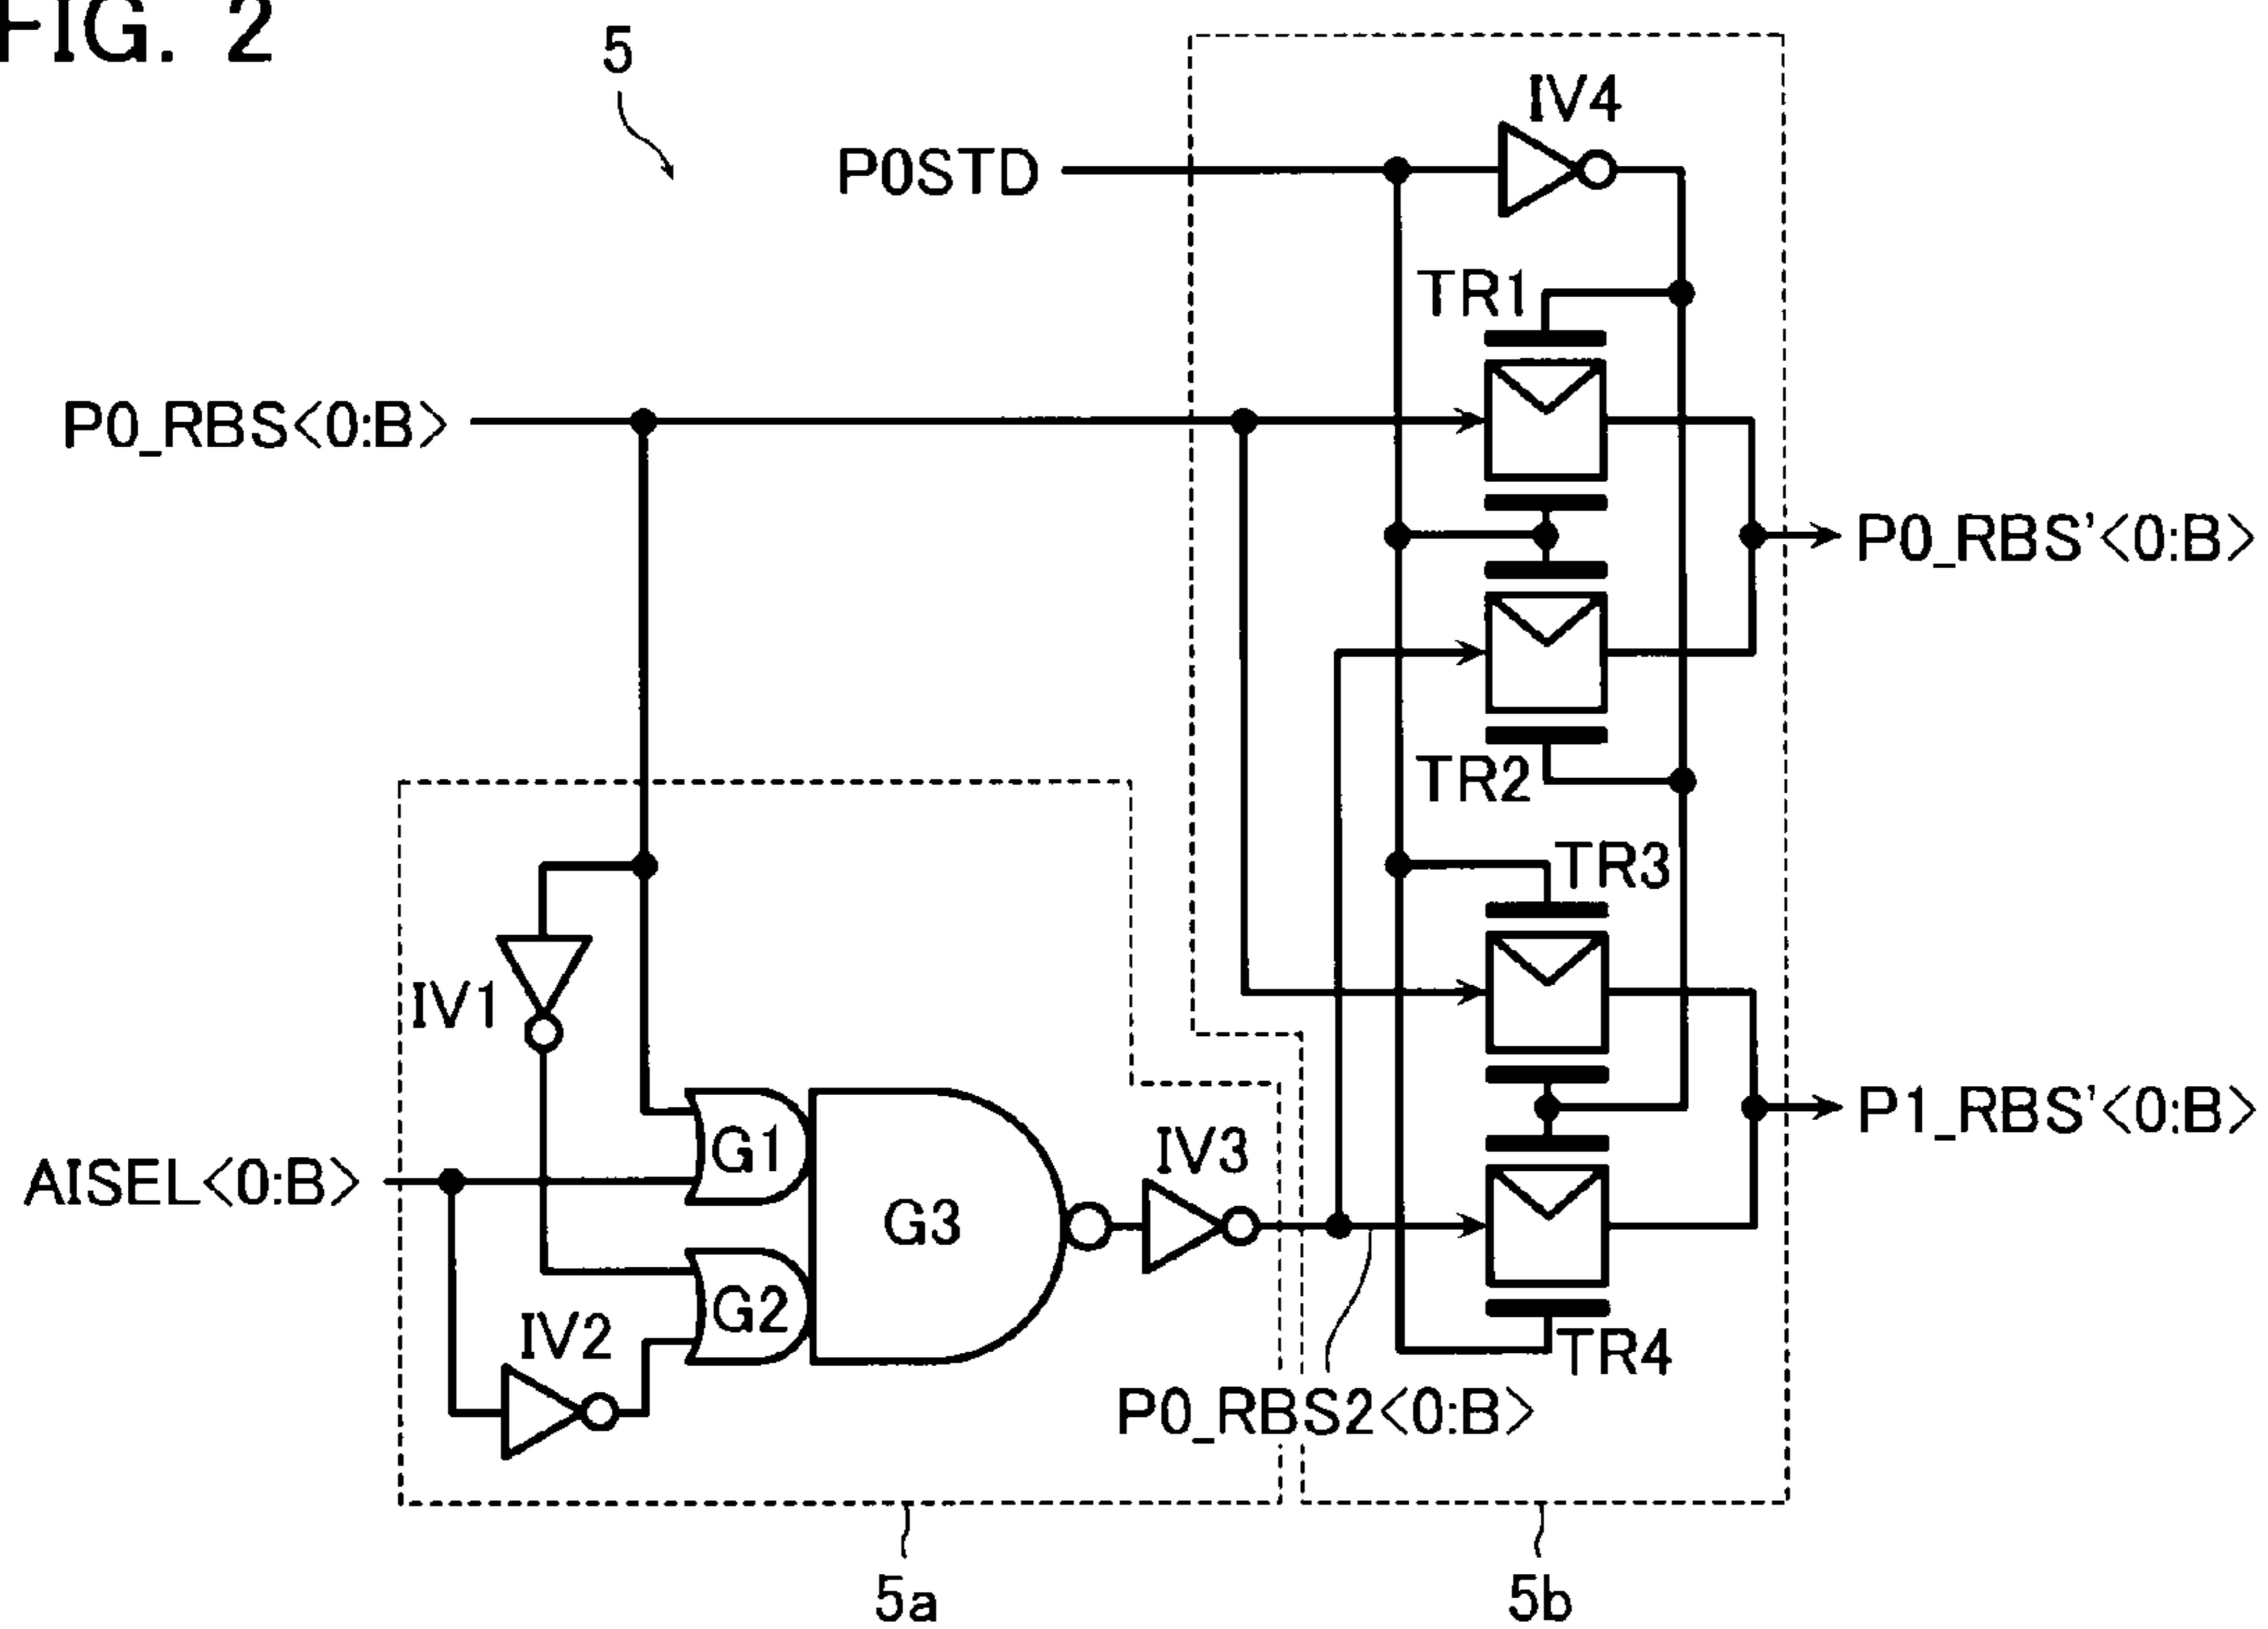 FIG. 2
5
IV4
P0STD
TR1
P0_RBS<0:B>
P0_RBS'<0:B>
TR2
TR3
IV1
G1
IV3
P1_RBS'<0:B>
AISEL<0:B>
G3
G2
IV2
TR4
P0_RBS2<0:B>
5a
5b